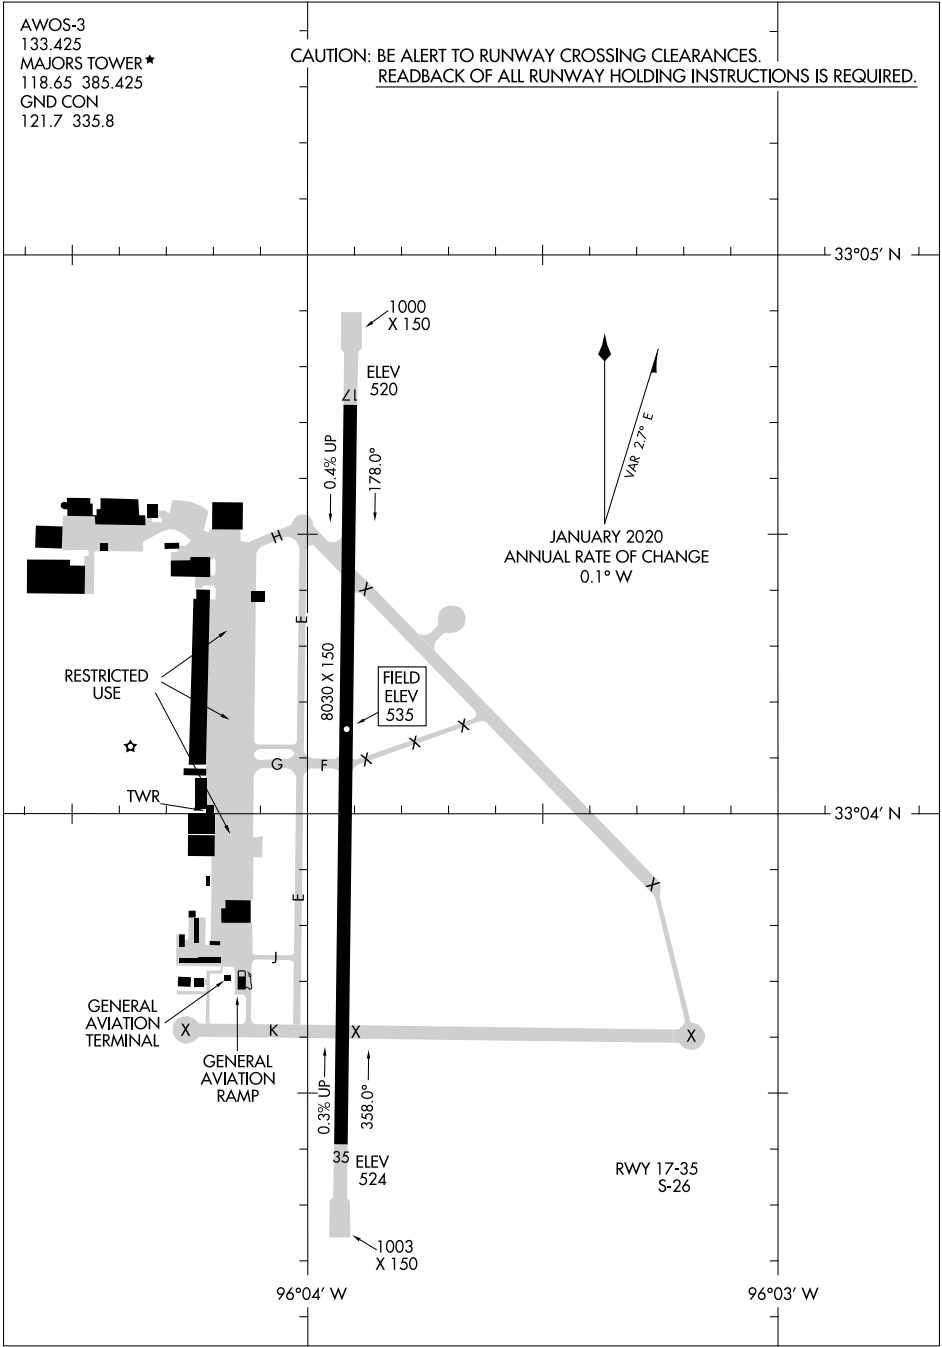 AWOS-3
133.425
MAJORS TOWER★
118.65 385.425
GND CON
121.7 335.8
CAUTION: BE ALERT TO RUNWAY CROSSING CLEARANCES.
READBACK OF ALL RUNWAY HOLDING INSTRUCTIONS IS REQUIRED.
33°05' N
1000
X 150
ELEV
520
17
0.4% UP
178.0°
VAR 2.7° E
JANUARY 2020
ANNUAL RATE OF CHANGE
0.1° W
H
X
E
8030 X 150
RESTRICTED
USE
FIELD
ELEV
535
X
X
X
G
F
TWR
33°04' N
X
E
J
GENERAL
AVIATION
TERMINAL
X
K
X
X
GENERAL
AVIATION
RAMP
0.3% UP
358.0°
35
ELEV
524
RWY 17-35
S-26
1003
X 150
96°04' W
96°03' W